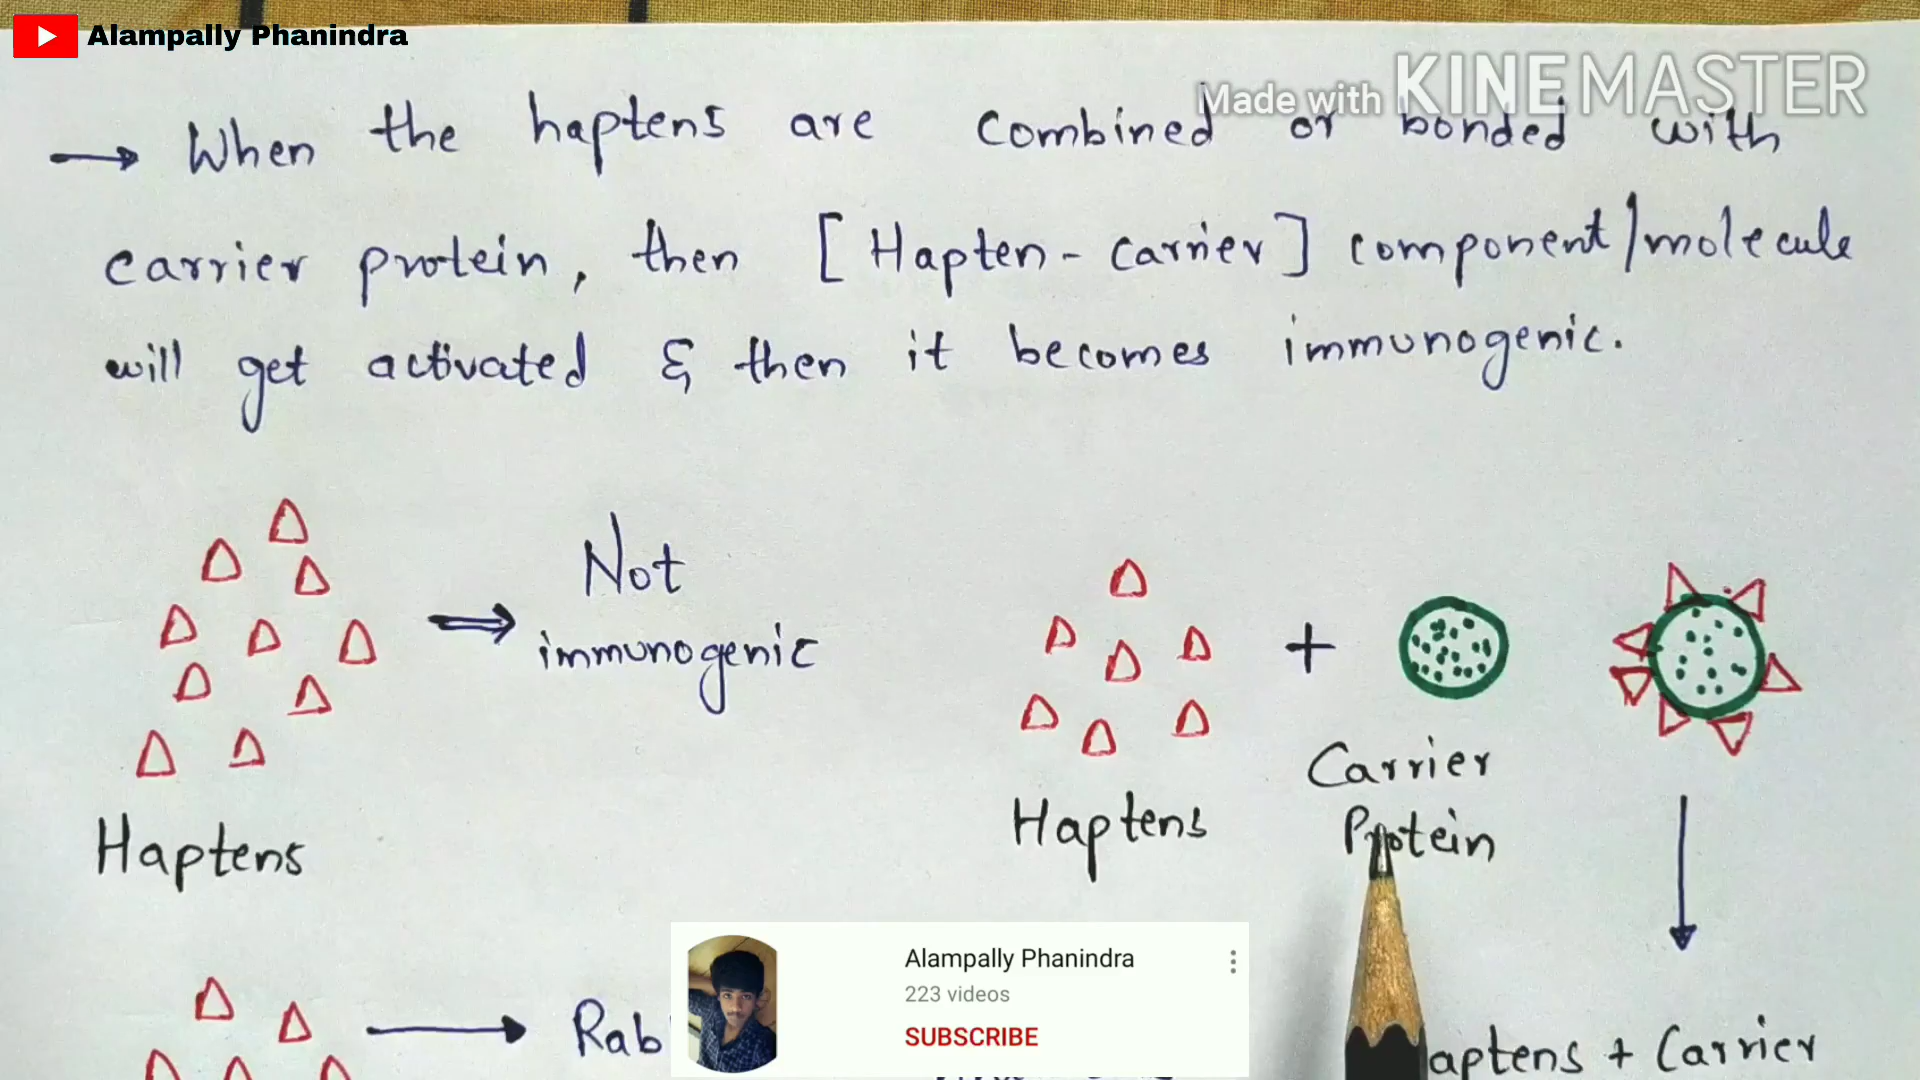 Alampally Phanindra
Made with KINEMASTER
→ When the haptens are combined or bonded with
carrier protein, then [Hapten-carrier] component/molecule
will get activated & then it becomes immunogenic.
Not
immunogenic
+
Haptens
Haptens
Carrier
Protein
Alampally Phanindra
223 videos
SUBSCRIBE
aptens + Carrier